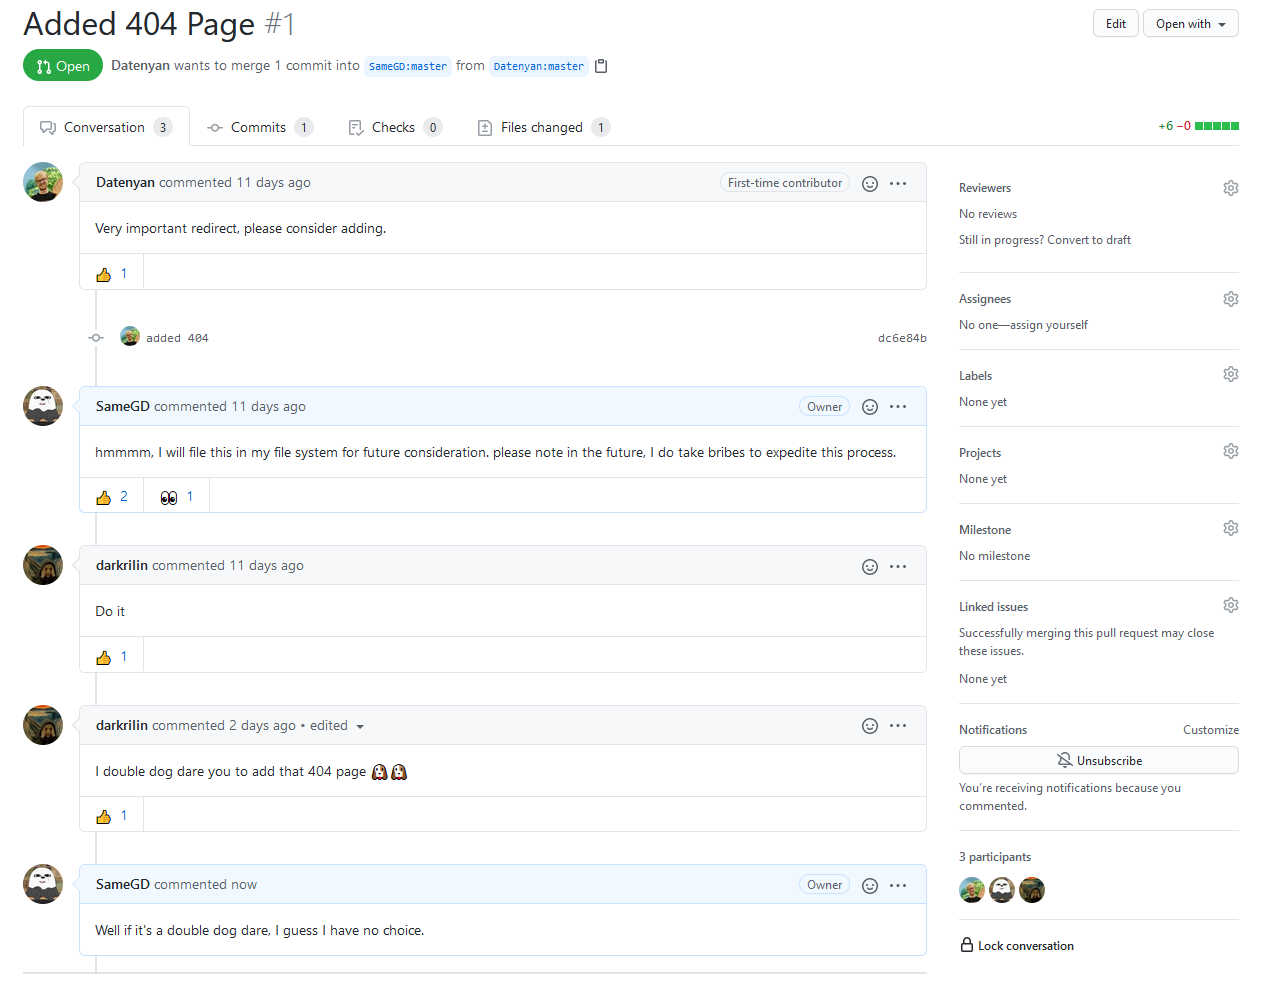 Added 404 Page #1
Edit
Open with
Open
Datenyan wants to merge 1 commit into SameGD:master from Datenyan:master
Conversation 3
Commits 1
Checks 0
Files changed 1
+6 −0
Datenyan commented 11 days ago
First-time contributor
Very important redirect, please consider adding.
👍 1
added 404
dc6e84b
SameGD commented 11 days ago
Owner
hmmmm, I will file this in my file system for future consideration. please note in the future, I do take bribes to expedite this process.
👍 2 👀 1
darkrilin commented 11 days ago
Do it
👍 1
darkrilin commented 2 days ago • edited
I double dog dare you to add that 404 page 🐶🐶
👍 1
SameGD commented now
Owner
Well if it's a double dog dare, I guess I have no choice.
Reviewers
No reviews
Still in progress? Convert to draft
Assignees
No one—assign yourself
Labels
None yet
Projects
None yet
Milestone
No milestone
Linked issues
Successfully merging this pull request may close
these issues.
None yet
Notifications
Customize
Unsubscribe
You're receiving notifications because you
commented.
3 participants
Lock conversation